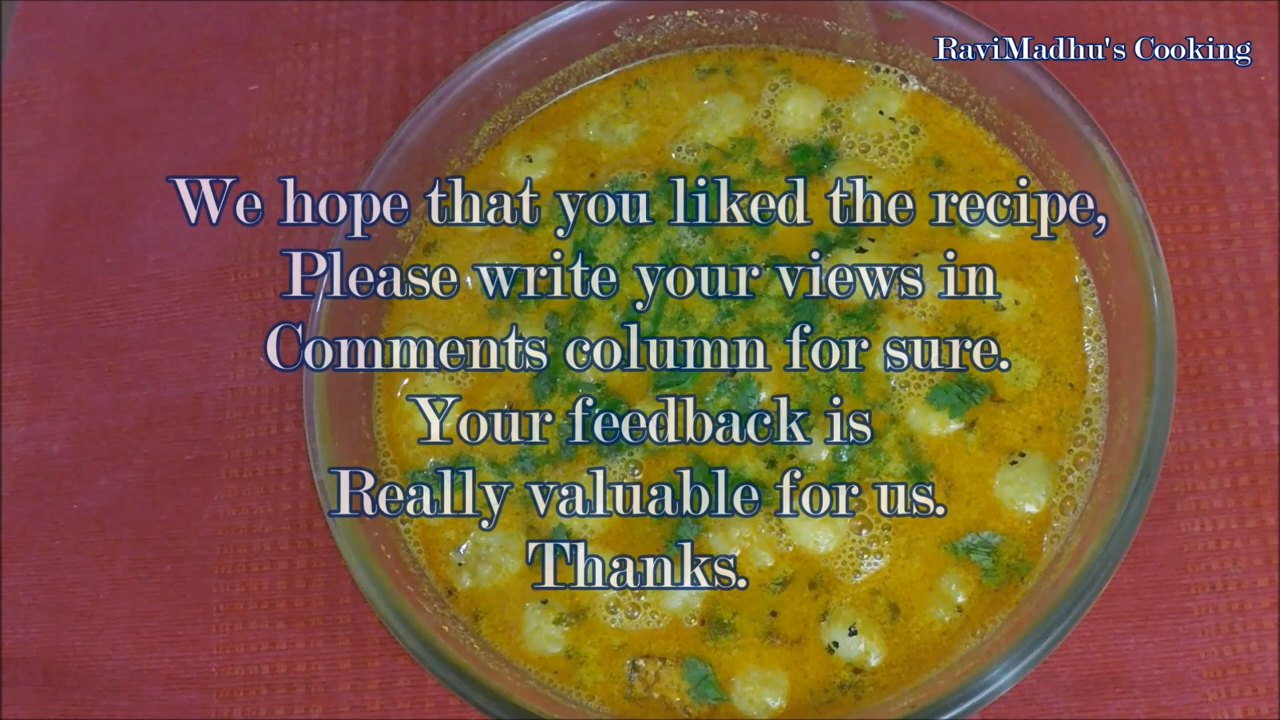 RaviMadhu's Cooking
We hope that you liked the recipe,
Please write your views in
Comments column for sure.
Your feedback is
Really valuable for us.
Thanks.